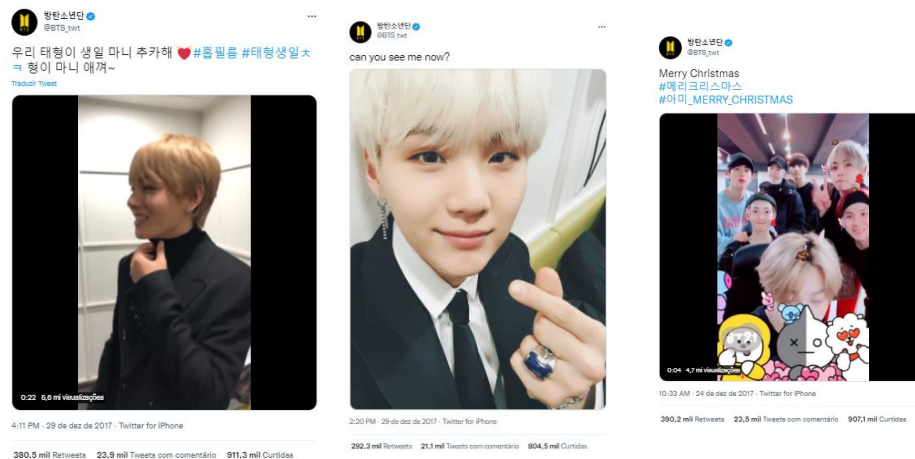 방탄소년단
@BTS_twt
우리 태형이 생일 마니 추카해 ❤️#홉필름 #태형생일ㅊ
ㅋ 형이 마니 애껴~
Traduzir Tweet
0:22 5,6 mi visualizações
4:11 PM · 29 de dez de 2017 · Twitter for iPhone
380,5 mil Retweets 23,9 mil Tweets com comentário 911,3 mil Curtidas
방탄소년단
@BTS_twt
can you see me now?
2:20 PM · 29 de dez de 2017 · Twitter for iPhone
292,3 mil Retweets 21,1 mil Tweets com comentário 804,5 mil Curtidas
방탄소년단
@BTS_twt
Merry Christmas
#메리크리스마스
#아미_MERRY_CHRISTMAS
0:04 4,7 mi visualizações
10:33 AM · 24 de dez de 2017 · Twitter for iPhone
390,2 mil Retweets 23,5 mil Tweets com comentário 907,1 mil Curtidas